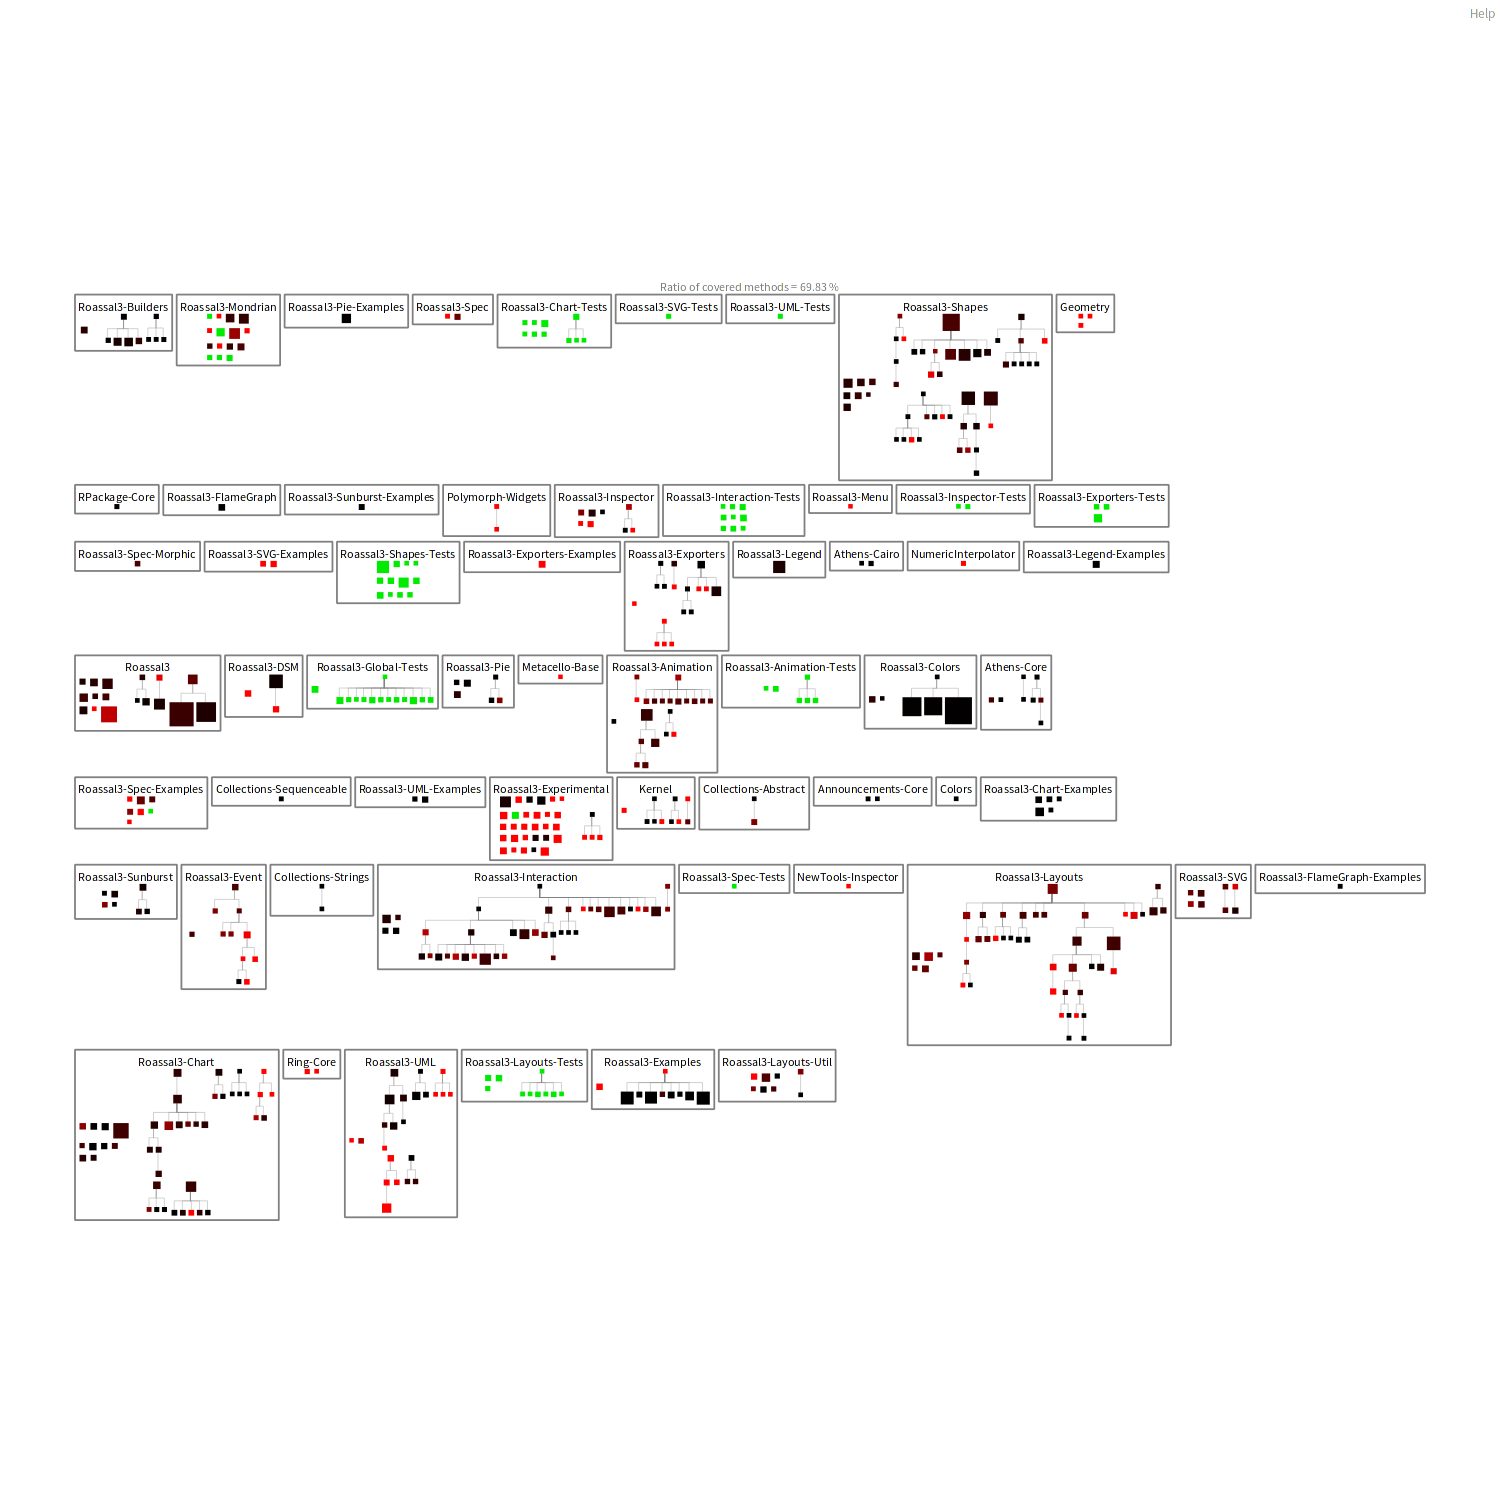 Help
Ratio of covered methods = 69.83 %
Roassal3-Builders
Roassal3-Mondrian
Roassal3-Pie-Examples
Roassal3-Spec
Roassal3-Chart-Tests
Roassal3-SVG-Tests
Roassal3-UML-Tests
Roassal3-Shapes
Geometry
RPackage-Core
Roassal3-FlameGraph
Roassal3-Sunburst-Examples
Polymorph-Widgets
Roassal3-Inspector
Roassal3-Interaction-Tests
Roassal3-Menu
Roassal3-Inspector-Tests
Roassal3-Exporters-Tests
Roassal3-Spec-Morphic
Roassal3-SVG-Examples
Roassal3-Shapes-Tests
Roassal3-Exporters-Examples
Roassal3-Exporters
Roassal3-Legend
Athens-Cairo
NumericInterpolator
Roassal3-Legend-Examples
Roassal3
Roassal3-DSM
Roassal3-Global-Tests
Roassal3-Pie
Metacello-Base
Roassal3-Animation
Roassal3-Animation-Tests
Roassal3-Colors
Athens-Core
Roassal3-Spec-Examples
Collections-Sequenceable
Roassal3-UML-Examples
Roassal3-Experimental
Kernel
Collections-Abstract
Announcements-Core
Colors
Roassal3-Chart-Examples
Roassal3-Sunburst
Roassal3-Event
Collections-Strings
Roassal3-Interaction
Roassal3-Spec-Tests
NewTools-Inspector
Roassal3-Layouts
Roassal3-SVG
Roassal3-FlameGraph-Examples
Roassal3-Chart
Ring-Core
Roassal3-UML
Roassal3-Layouts-Tests
Roassal3-Examples
Roassal3-Layouts-Util